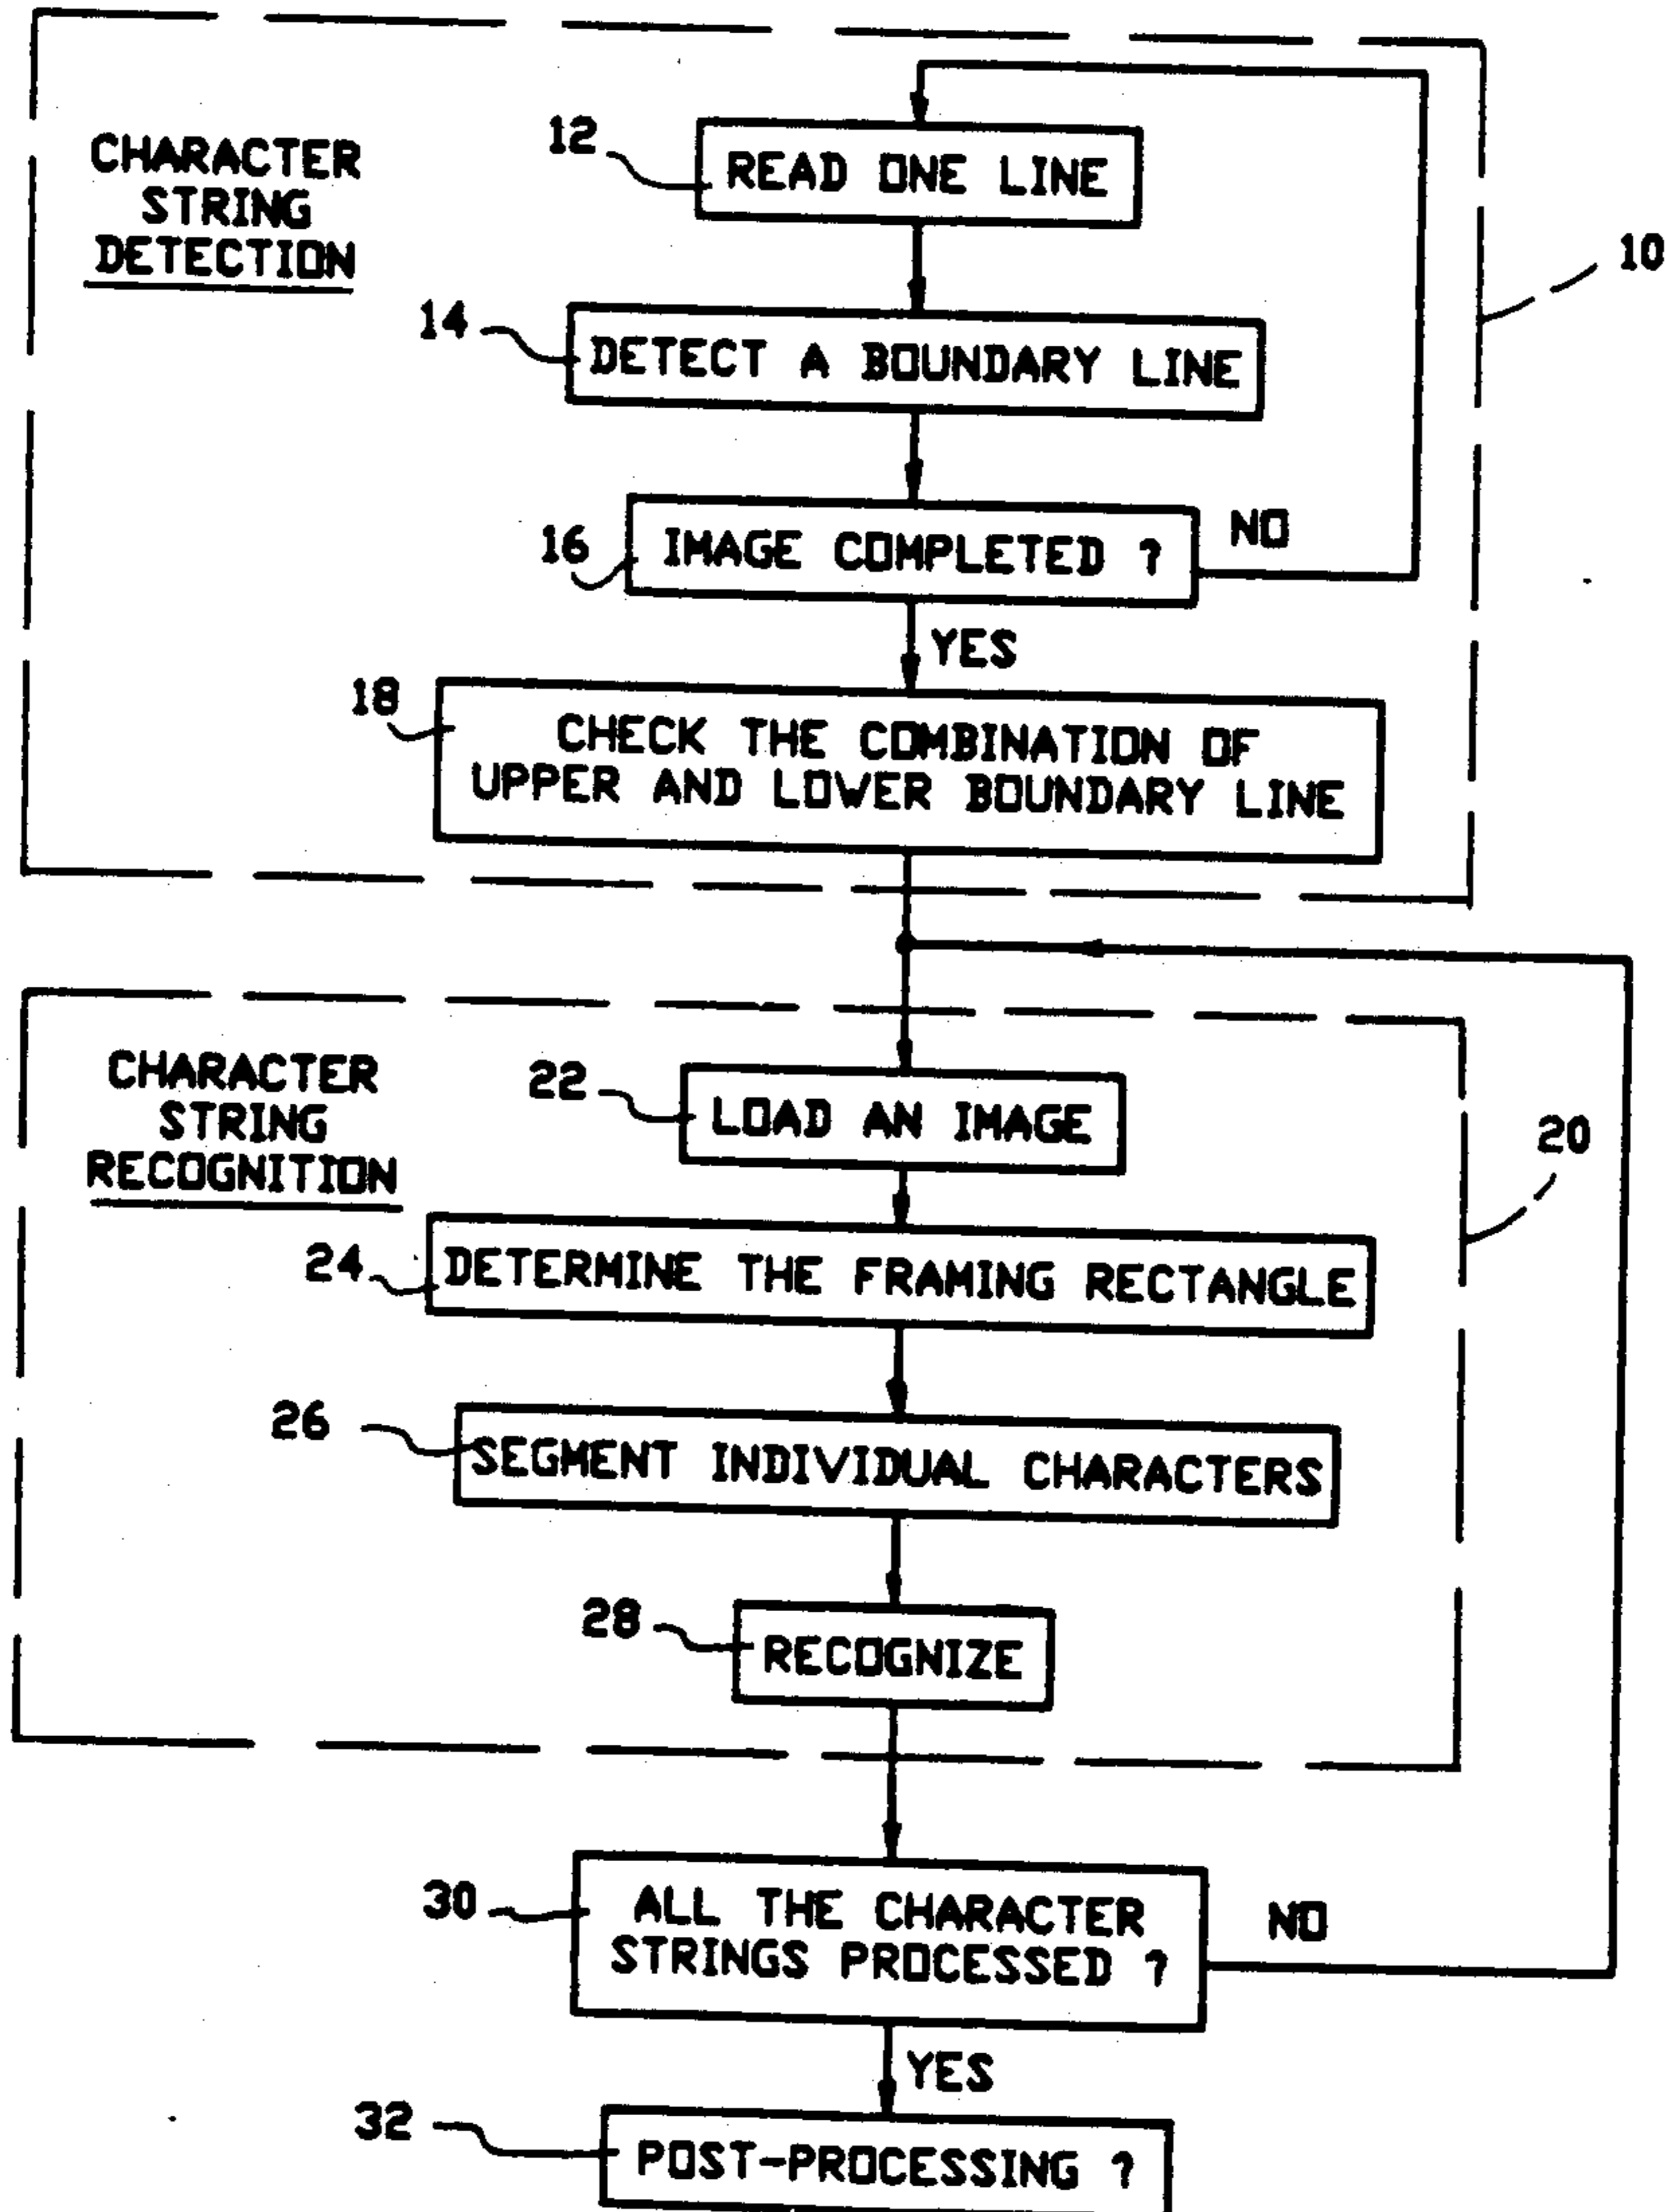 CHARACTER
STRING
DETECTION
12
READ ONE LINE
10
14
DETECT A BOUNDARY LINE
16
IMAGE COMPLETED ?
NO
YES
18
CHECK THE COMBINATION OF
UPPER AND LOWER BOUNDARY LINE
CHARACTER
STRING
RECOGNITION
22
LOAD AN IMAGE
20
24
DETERMINE THE FRAMING RECTANGLE
26
SEGMENT INDIVIDUAL CHARACTERS
28
RECOGNIZE
30
ALL THE CHARACTER
STRINGS PROCESSED ?
NO
YES
32
POST-PROCESSING ?